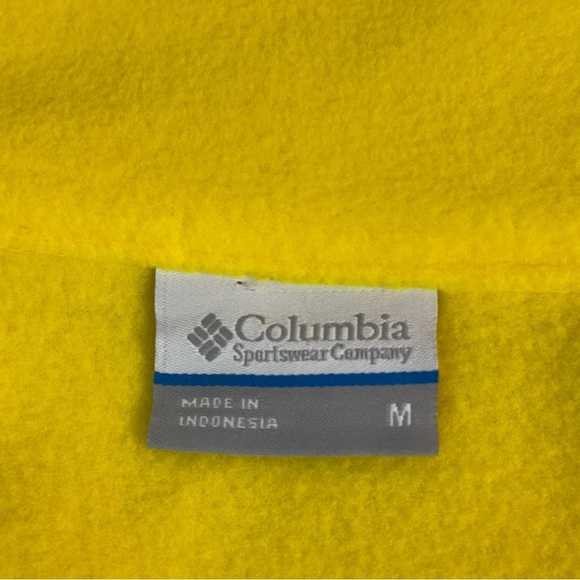 Columbia
Sportswear Company
MADE IN
INDONESIA
M